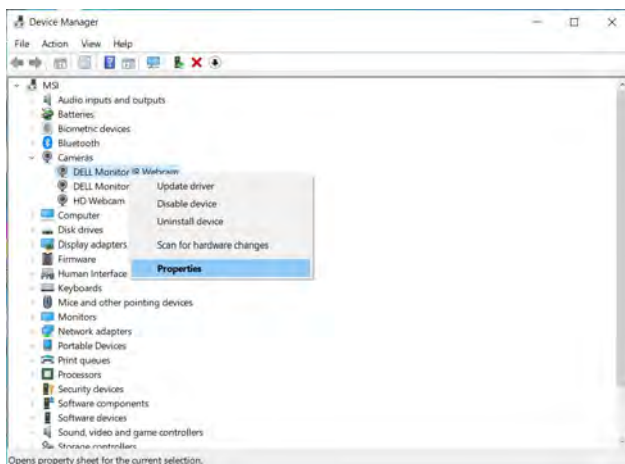 Device Manager
File Action View Help
MSI
Audio inputs and outputs
Batteries
Biometric devices
Bluetooth
Cameras
DELL Monitor IR Webcam
DELL Monitor
HD Webcam
Computer
Disk drives
Display adapters
Firmware
Human Interface
Keyboards
Mice and other pointing devices
Monitors
Network adapters
Portable Devices
Print queues
Processors
Security devices
Software components
Software devices
Sound, video and game controllers
Storage controllers
Update driver
Disable device
Uninstall device
Scan for hardware changes
Properties
Opens property sheet for the current selection.